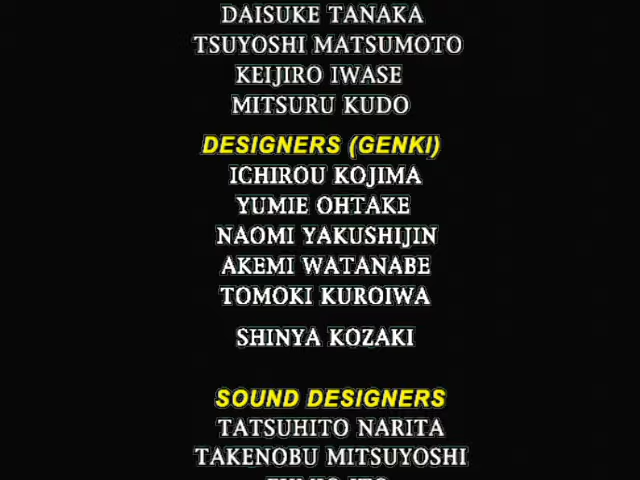 DAISUKE TANAKA
TSUYOSHI MATSUMOTO
KEIJIRO IWASE
MITSURU KUDO
DESIGNERS (GENKI)
ICHIROU KOJIMA
YUMIE OHTAKE
NAOMI YAKUSHIJIN
AKEMI WATANABE
TOMOKI KUROIWA
SHINYA KOZAKI
SOUND DESIGNERS
TATSUHITO NARITA
TAKENOBU MITSUYOSHI